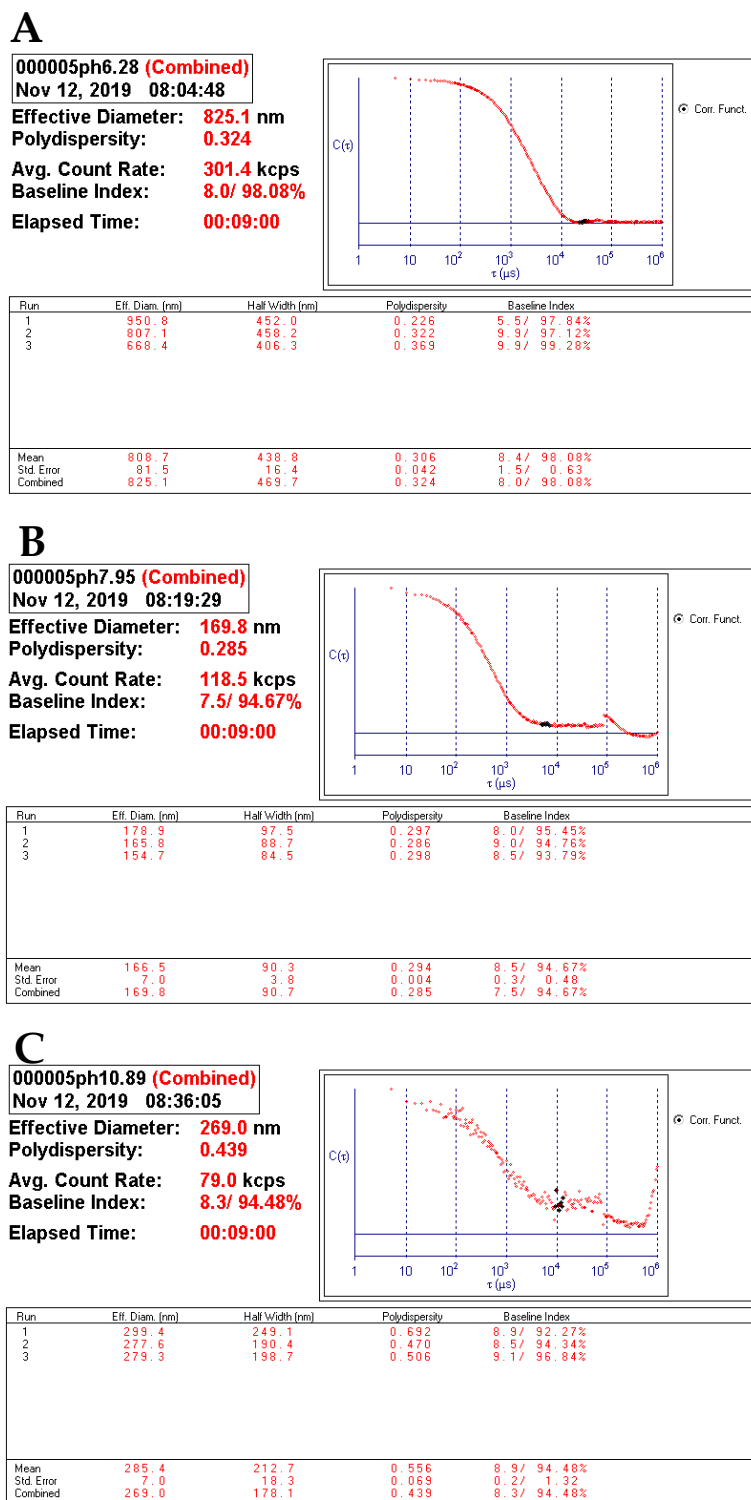 A
000005ph6.28 (Combined)
Nov 12, 2019 08:04:48
Effective Diameter: 825.1 nm
Polydispersity: 0.324
Avg. Count Rate: 301.4 kcps
Baseline Index: 8.0/ 98.08%
Elapsed Time: 00:09:00
C(τ)
1 10 10² 10³ 10⁴ 10⁵ 10⁶
τ (μs)
Corr. Funct.
Run Eff. Diam. (nm) Half Width (nm) Polydispersity Baseline Index
1 950.8 452.0 0.226 5.5/ 97.84%
2 807.1 458.2 0.322 9.9/ 97.12%
3 668.4 406.3 0.369 9.9/ 99.28%
Mean 808.7 438.8 0.306 8.4/ 98.08%
Std. Error 81.5 16.4 0.042 1.5/ 0.63
Combined 825.1 469.7 0.324 8.0/ 98.08%
B
000005ph7.95 (Combined)
Nov 12, 2019 08:19:29
Effective Diameter: 169.8 nm
Polydispersity: 0.285
Avg. Count Rate: 118.5 kcps
Baseline Index: 7.5/ 94.67%
Elapsed Time: 00:09:00
C(τ)
1 10 10² 10³ 10⁴ 10⁵ 10⁶
τ (μs)
Corr. Funct.
Run Eff. Diam. (nm) Half Width (nm) Polydispersity Baseline Index
1 178.9 97.5 0.297 8.0/ 95.45%
2 165.8 88.7 0.286 9.0/ 94.76%
3 154.7 84.5 0.298 8.5/ 93.79%
Mean 166.5 90.3 0.294 8.5/ 94.67%
Std. Error 7.0 3.8 0.004 0.3/ 0.48
Combined 169.8 90.7 0.285 7.5/ 94.67%
C
000005ph10.89 (Combined)
Nov 12, 2019 08:36:05
Effective Diameter: 269.0 nm
Polydispersity: 0.439
Avg. Count Rate: 79.0 kcps
Baseline Index: 8.3/ 94.48%
Elapsed Time: 00:09:00
C(τ)
1 10 10² 10³ 10⁴ 10⁵ 10⁶
τ (μs)
Corr. Funct.
Run Eff. Diam. (nm) Half Width (nm) Polydispersity Baseline Index
1 299.4 249.1 0.692 8.9/ 92.27%
2 277.6 190.4 0.470 8.5/ 94.34%
3 279.3 198.7 0.506 9.1/ 96.84%
Mean 285.4 212.7 0.556 8.9/ 94.48%
Std. Error 7.0 18.3 0.069 0.2/ 1.32
Combined 269.0 178.1 0.439 8.3/ 94.48%